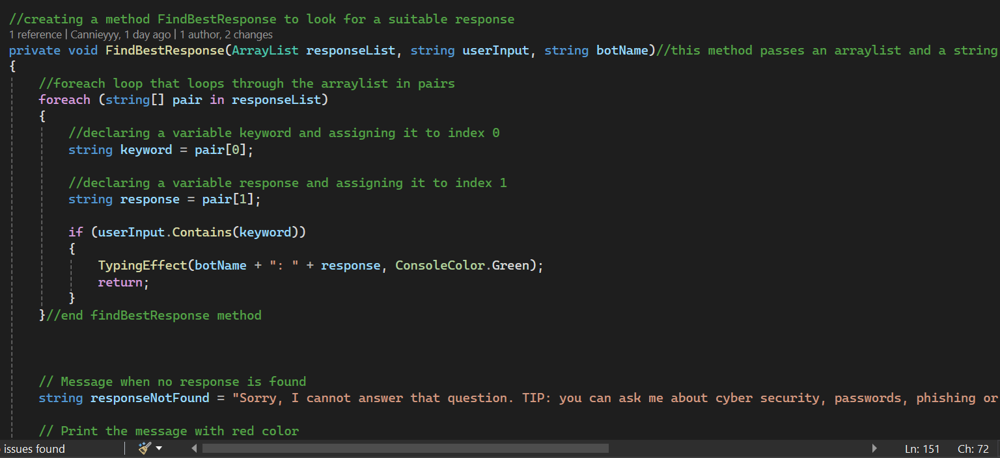 //creating a method FindBestResponse to look for a suitable response
1 reference | Cannieyyy, 1 day ago | 1 author, 2 changes
private void FindBestResponse(ArrayList responseList, string userInput, string botName)//this method passes an arraylist and a string
{
//foreach loop that loops through the arraylist in pairs
foreach (string[] pair in responseList)
{
//declaring a variable keyword and assigning it to index 0
string keyword = pair[0];
//declaring a variable response and assigning it to index 1
string response = pair[1];
if (userInput.Contains(keyword))
{
TypingEffect(botName + ": " + response, ConsoleColor.Green);
return;
}
}//end findBestResponse method
// Message when no response is found
string responseNotFound = "Sorry, I cannot answer that question. TIP: you can ask me about cyber security, passwords, phishing or
// Print the message with red color
issues found
Ln: 151 Ch: 72